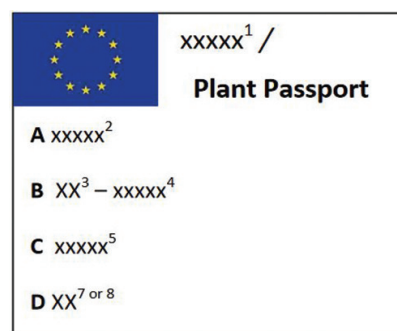 xxxxx¹ /
Plant Passport
A xxxxx²
B XX³ – xxxxx⁴
C xxxxx⁵
D XX⁷ ᵒʳ ⁸